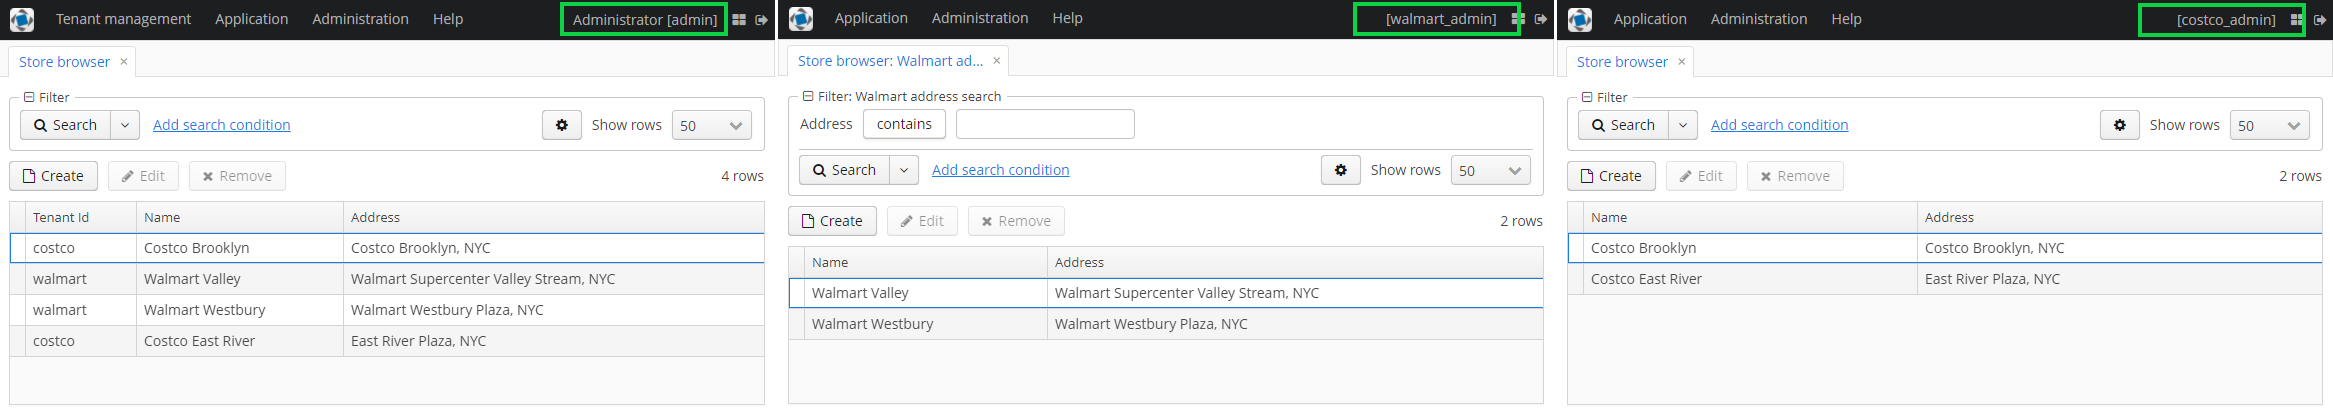 Tenant management Application Administration Help Administrator [admin]
Store browser ×
Filter
Search Add search condition Show rows 50
Create Edit Remove 4 rows
Tenant Id Name Address
costco Costco Brooklyn Costco Brooklyn, NYC
walmart Walmart Valley Walmart Supercenter Valley Stream, NYC
walmart Walmart Westbury Walmart Westbury Plaza, NYC
costco Costco East River East River Plaza, NYC
Application Administration Help [walmart_admin]
Store browser: Walmart ad... ×
Filter: Walmart address search
Address contains
Search Add search condition Show rows 50
Create Edit Remove 2 rows
Name Address
Walmart Valley Walmart Supercenter Valley Stream, NYC
Walmart Westbury Walmart Westbury Plaza, NYC
Application Administration Help [costco_admin]
Store browser ×
Filter
Search Add search condition Show rows 50
Create Edit Remove 2 rows
Name Address
Costco Brooklyn Costco Brooklyn, NYC
Costco East River East River Plaza, NYC